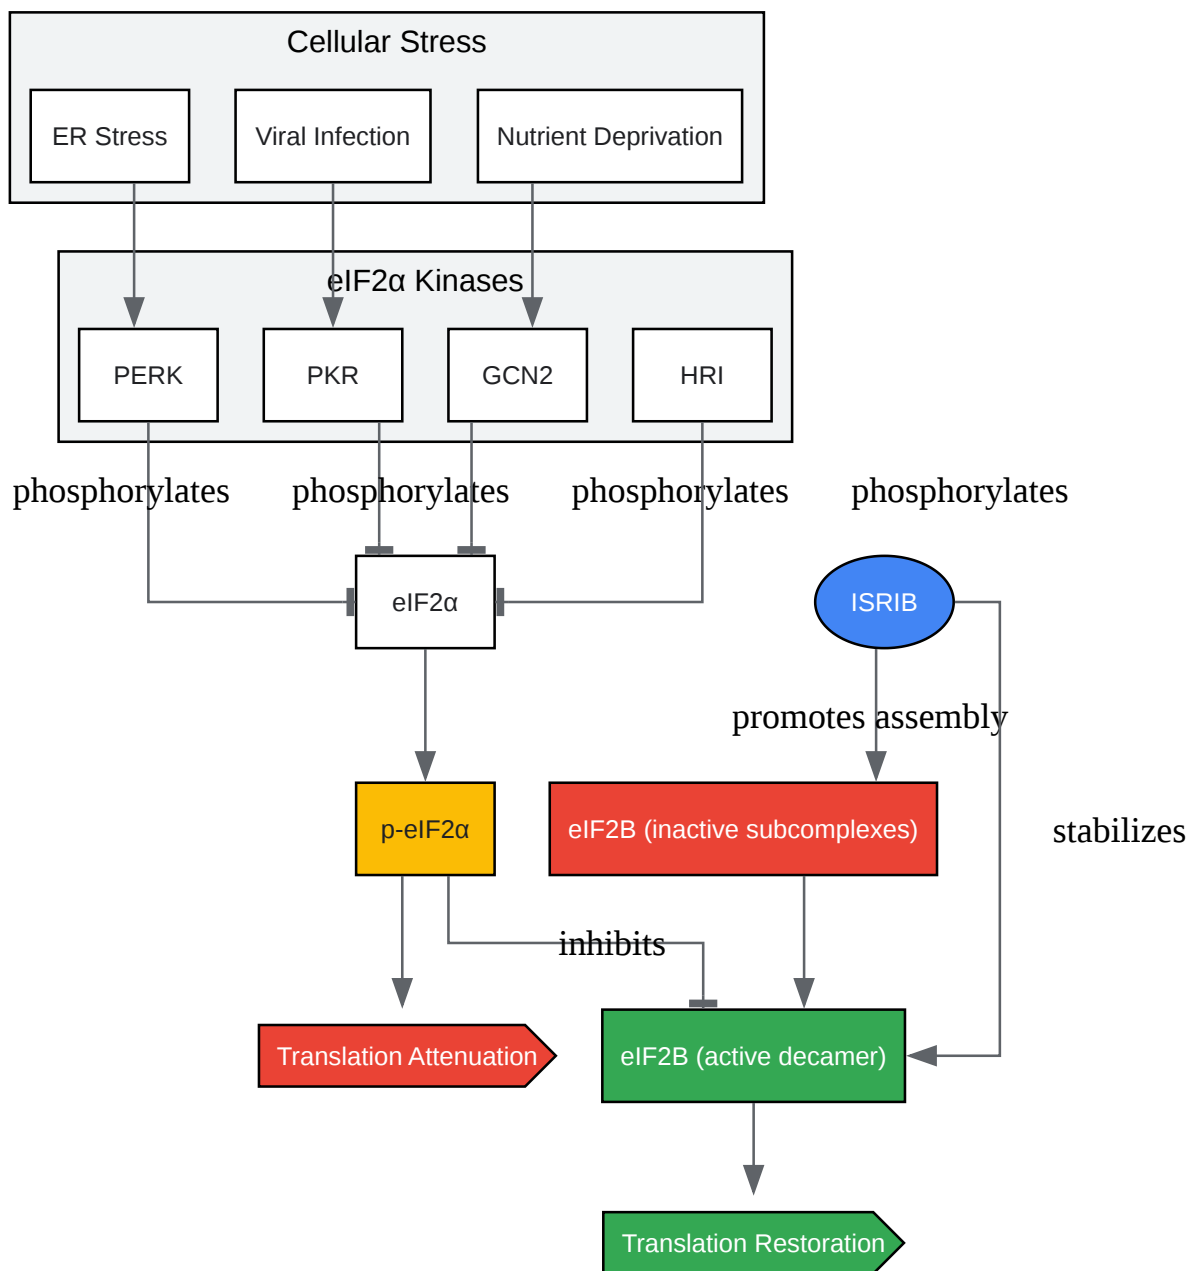 Cellular Stress
ER Stress
Viral Infection
Nutrient Deprivation
eIF2α Kinases
PERK
PKR
GCN2
HRI
phosphorylates
phosphorylates
phosphorylates
phosphorylates
eIF2α
ISRIB
promotes assembly
p-eIF2α
eIF2B (inactive subcomplexes)
stabilizes
inhibits
Translation Attenuation
eIF2B (active decamer)
Translation Restoration